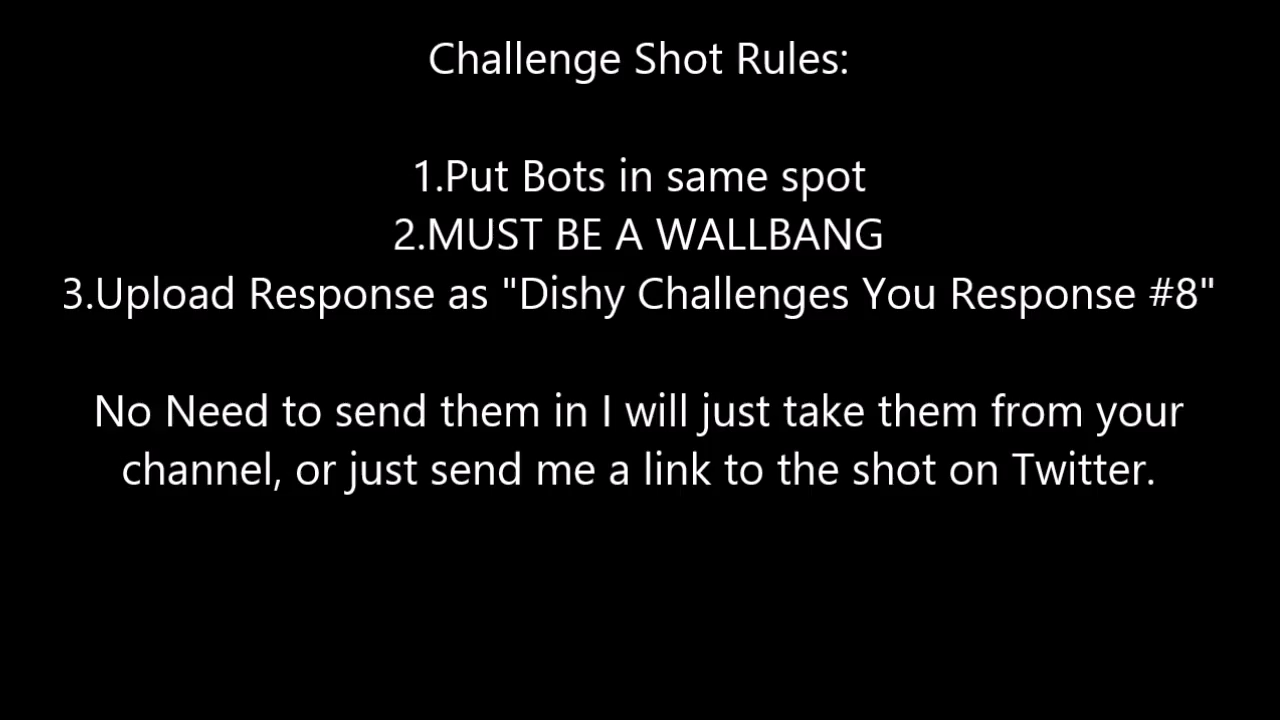 Challenge Shot Rules:
1.Put Bots in same spot
2.MUST BE A WALLBANG
3.Upload Response as "Dishy Challenges You Response #8"
No Need to send them in I will just take them from your
channel, or just send me a link to the shot on Twitter.